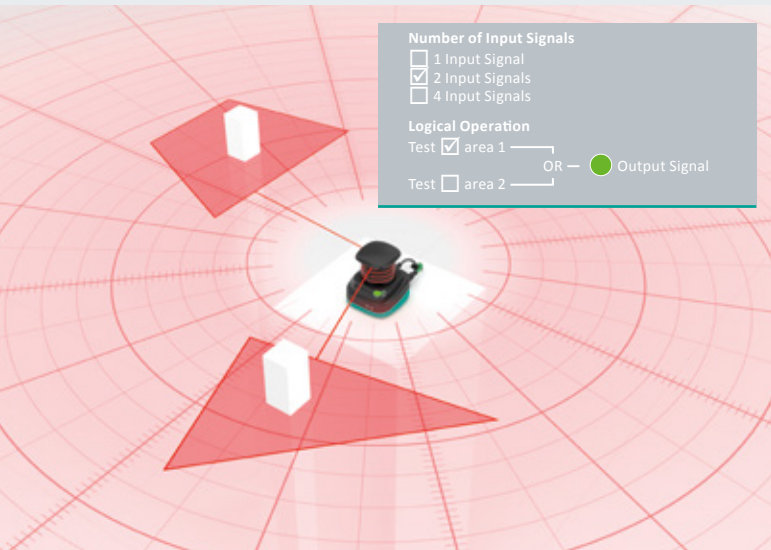 Number of Input Signals
1 Input Signal
2 Input Signals
4 Input Signals
Logical Operation
Test area 1
OR
Output Signal
Test area 2